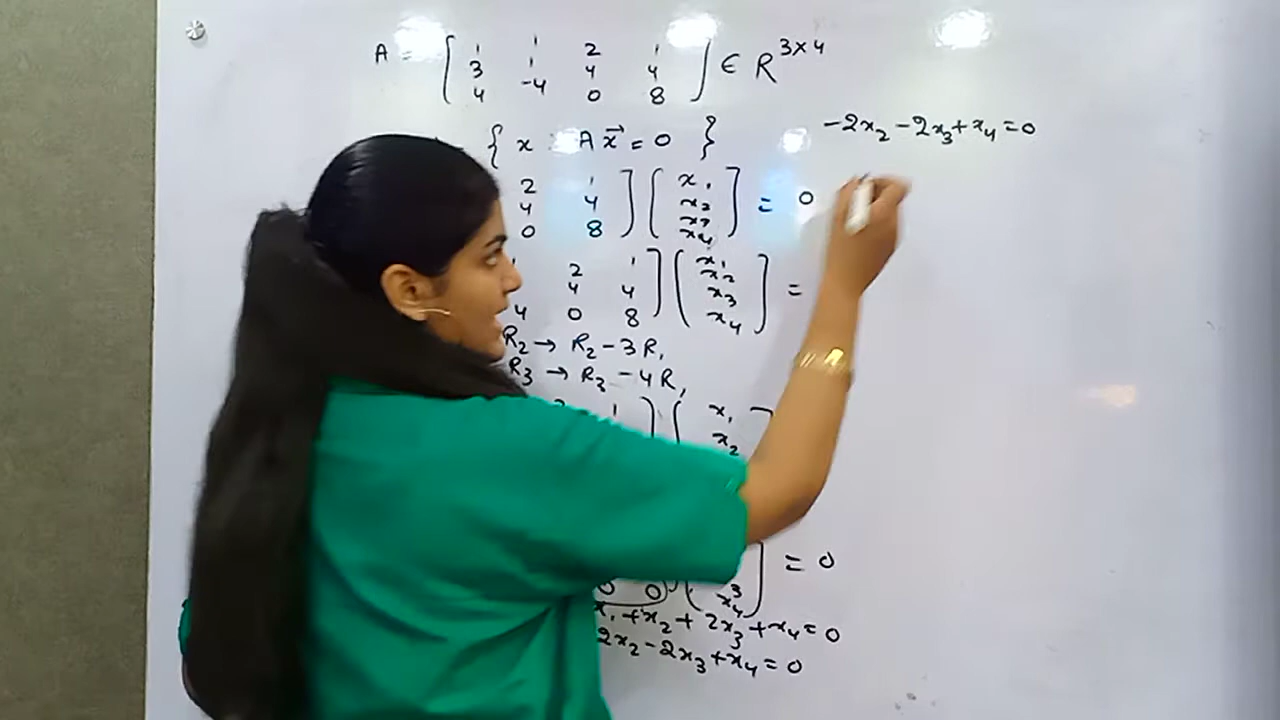 A = [ 1 1 2 1
3 1 4 4
4 -4 0 8 ] ∈ R^{3×4}
{ x : A x⃗ = 0 }
-2x₂ - 2x₃ + x₄ = 0
2 1 ] [ x₁
4 4 x₂
0 8 ] x₄ ] = 0
2 1 ] [ x₁
4 4 x₂
x₃
4 0 8 ] x₄ ] =
R₂ → R₂ - 3R₁
R₃ → R₃ - 4R₁
1 ] [ x₁
x₂
= 0
0 0 x₃
x₄ ]
x₁ + x₂ + 2x₃ + x₄ = 0
2x₂ - 2x₃ + x₄ = 0